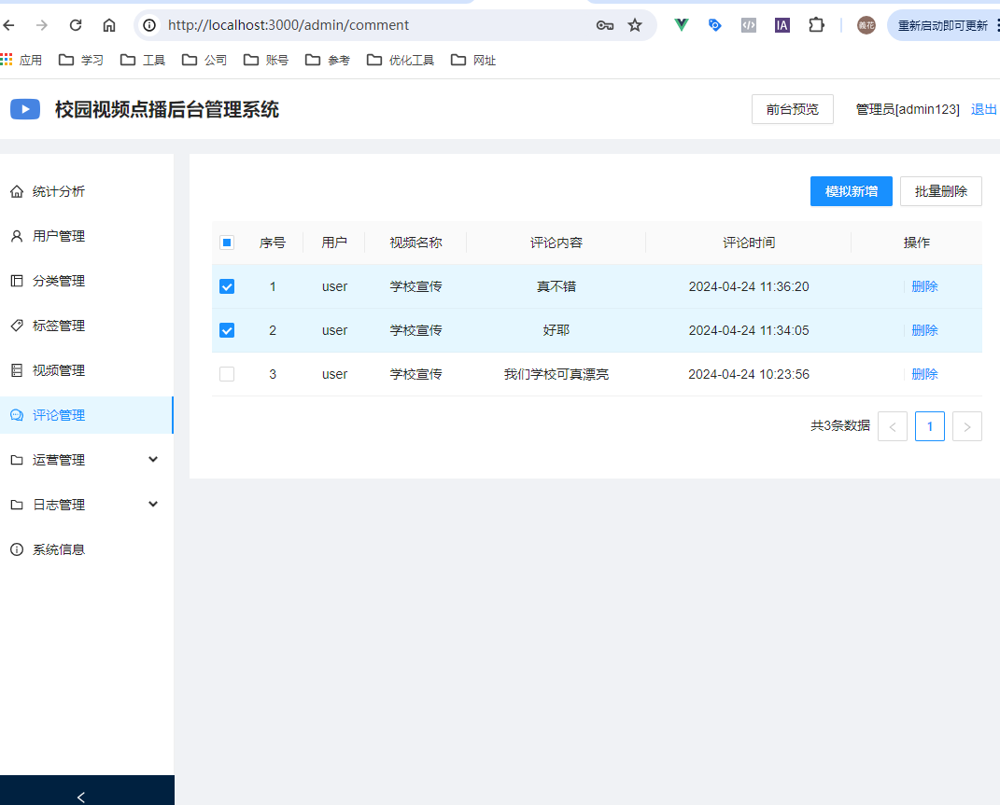 http://localhost:3000/admin/comment
IA
義花
重新启动即可更新
应用 学习 工具 公司 账号 参考 优化工具 网址
校园视频点播后台管理系统
前台预览 管理员[admin123] 退出
统计分析
用户管理
分类管理
标签管理
视频管理
评论管理
运营管理
日志管理
系统信息
模拟新增 批量删除
序号 用户 视频名称 评论内容 评论时间 操作
1 user 学校宣传 真不错 2024-04-24 11:36:20 删除
2 user 学校宣传 好耶 2024-04-24 11:34:05 删除
3 user 学校宣传 我们学校可真漂亮 2024-04-24 10:23:56 删除
共3条数据 < 1 >